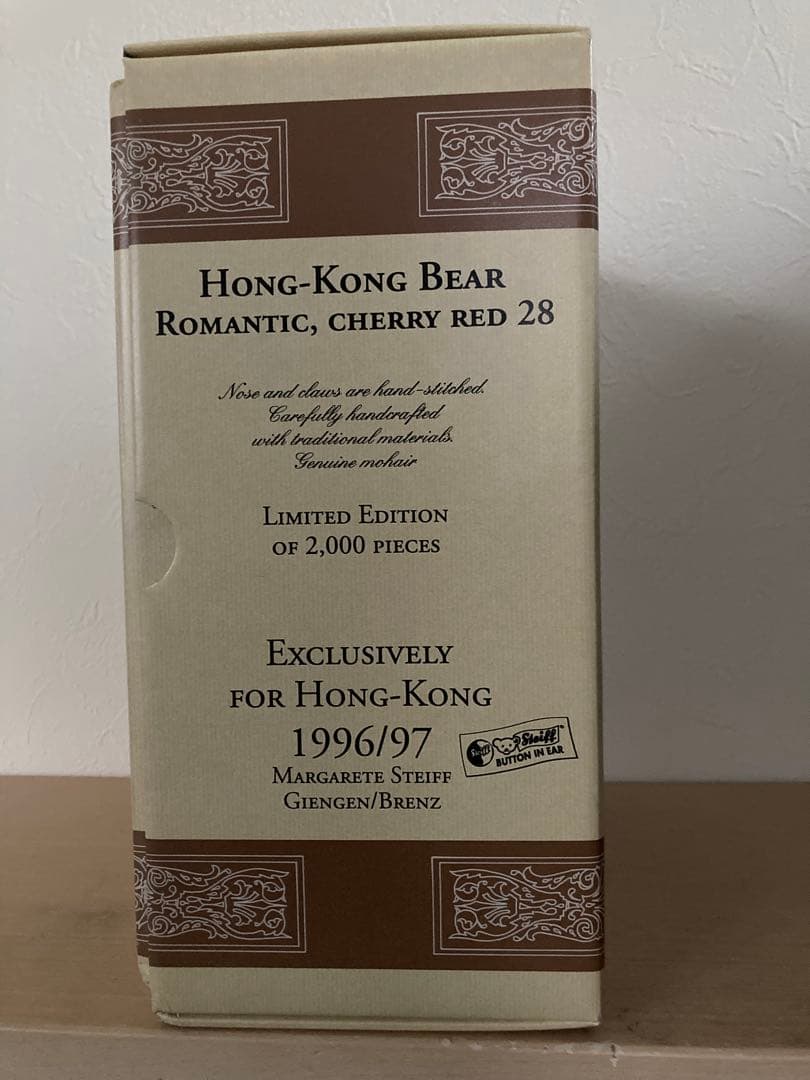 HONG-KONG BEAR
ROMANTIC, CHERRY RED 28
Nose and claws are hand-stitched.
Carefully handcrafted
with traditional materials.
Genuine mohair
LIMITED EDITION
OF 2,000 PIECES
EXCLUSIVELY
FOR HONG-KONG
1996/97
MARGARETE STEIFF
GIENGEN/BRENZ
Steiff
Steiff
BUTTON IN EAR